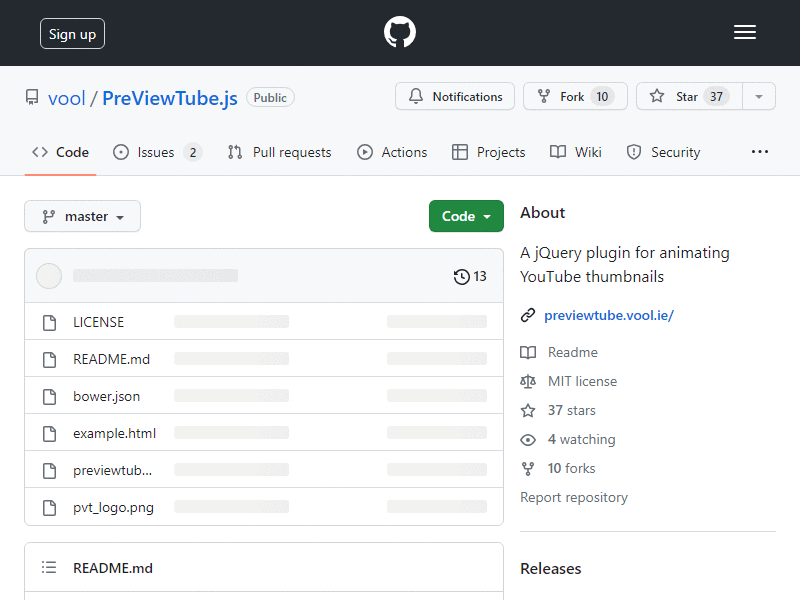 Sign up
vool / PreViewTube.js Public
Notifications Fork 10 Star 37
Code Issues 2 Pull requests Actions Projects Wiki Security
master Code
13
LICENSE
README.md
bower.json
example.html
previewtub...
pvt_logo.png
README.md
About
A jQuery plugin for animating
YouTube thumbnails
previewtube.vool.ie/
Readme
MIT license
37 stars
4 watching
10 forks
Report repository
Releases